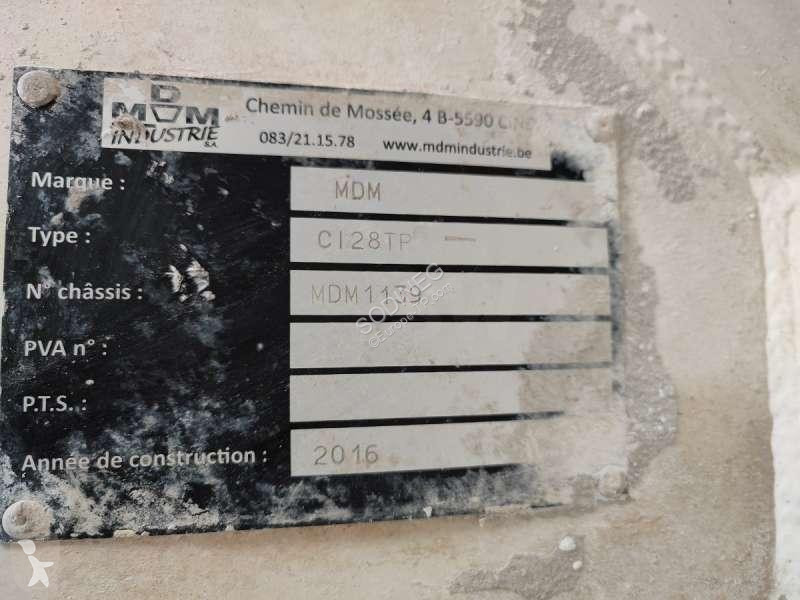 MDM
INDUSTRIE
S.A.
Chemin de Mossée, 4 B-5590
083/21.15.78 www.mdmindustrie.be
Marque : MDM
Type : CI28TP —
N° châssis : MDM1139
PVA n° :
P.T.S. :
Année de construction : 2016
SODINEG